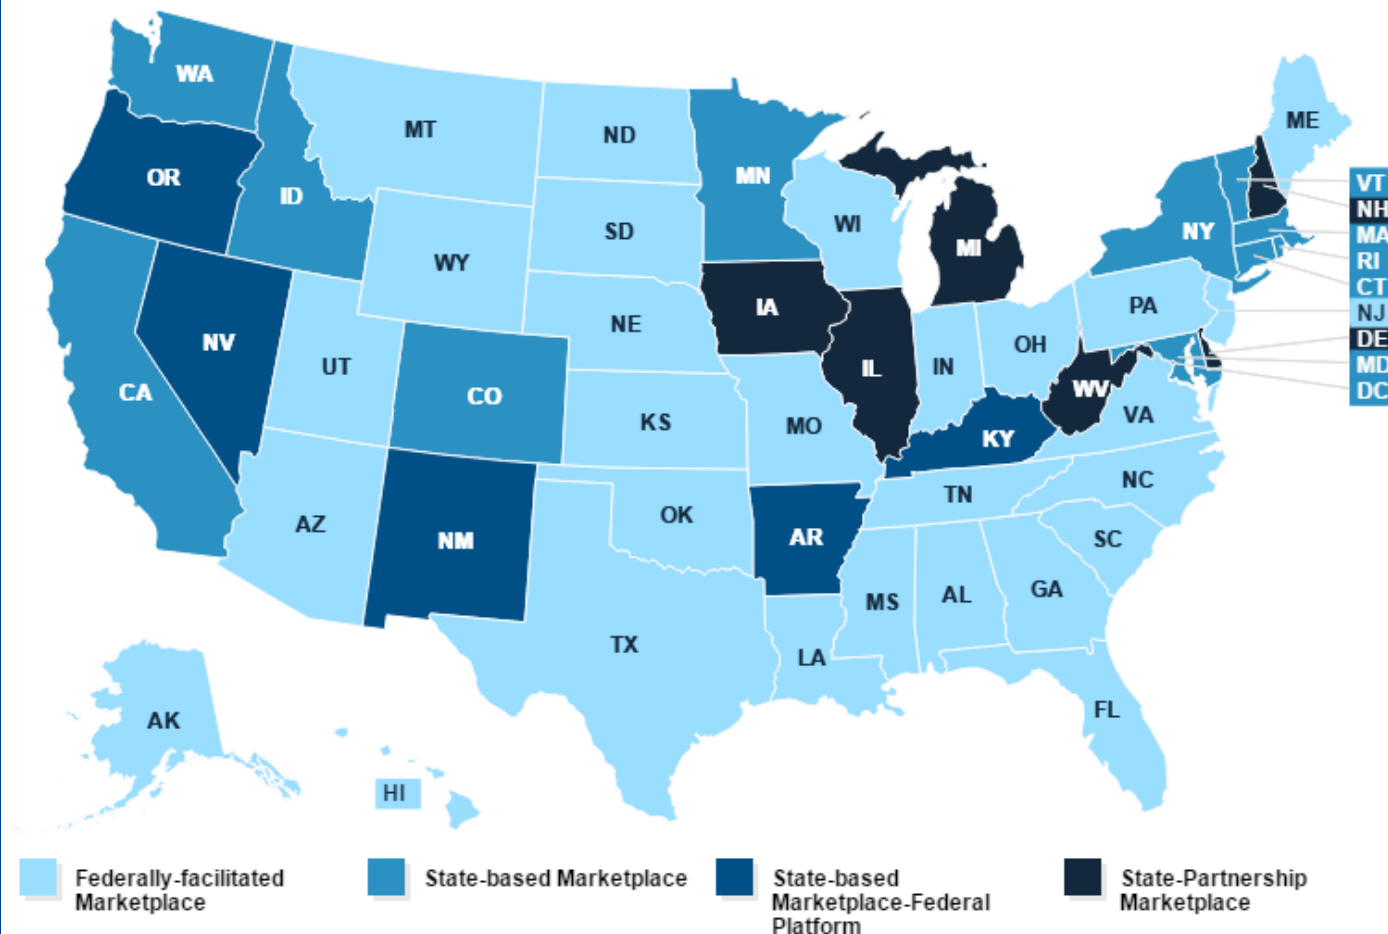 WA
MT
ND
ME
OR
MN
VT
ID
NH
WI
SD
NY
MA
MI
RI
WY
CT
PA
IA
NJ
NE
DE
OH
NV
UT
IN
IL
MD
WV
CA
CO
DC
VA
KS
MO
KY
NC
TN
OK
AZ
NM
AR
SC
GA
AL
MS
TX
LA
FL
AK
HI
Federally-facilitated
Marketplace
State-based Marketplace
State-based
Marketplace-Federal
Platform
State-Partnership
Marketplace